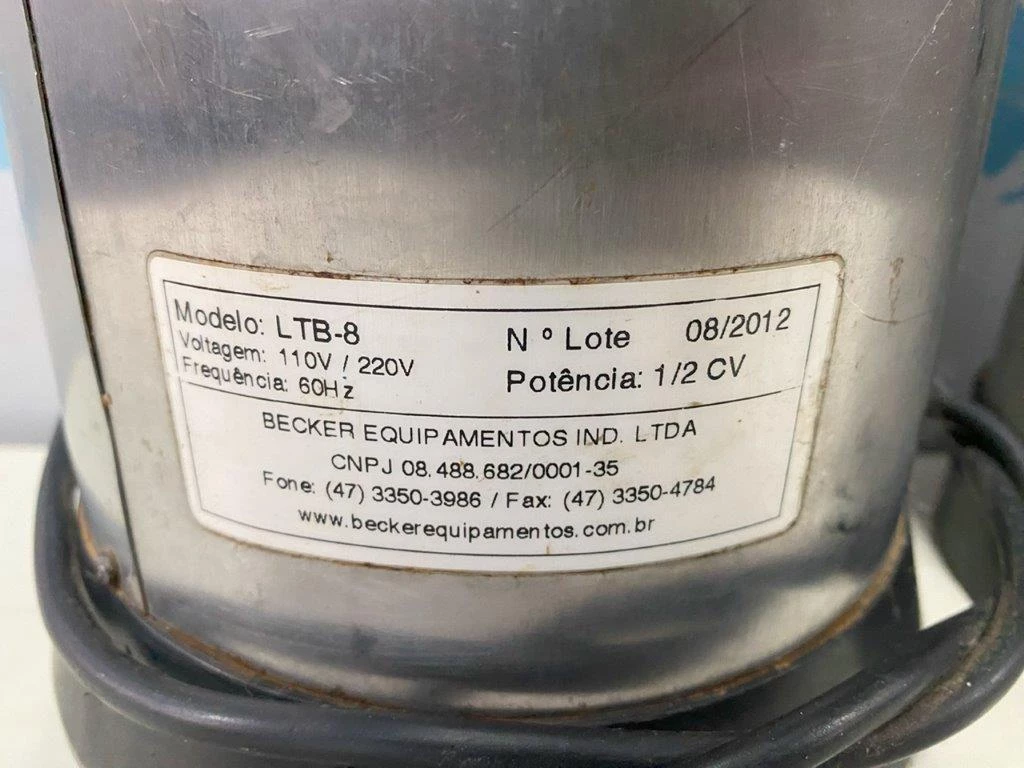 Modelo: LTB-8
Voltagem: 110V / 220V
Frequência: 60Hz
Nº Lote 08/2012
Potência: 1/2 CV
BECKER EQUIPAMENTOS IND. LTDA
CNPJ 08.488.682/0001-35
Fone: (47) 3350-3986 / Fax: (47) 3350-4784
www.beckerequipamentos.com.br